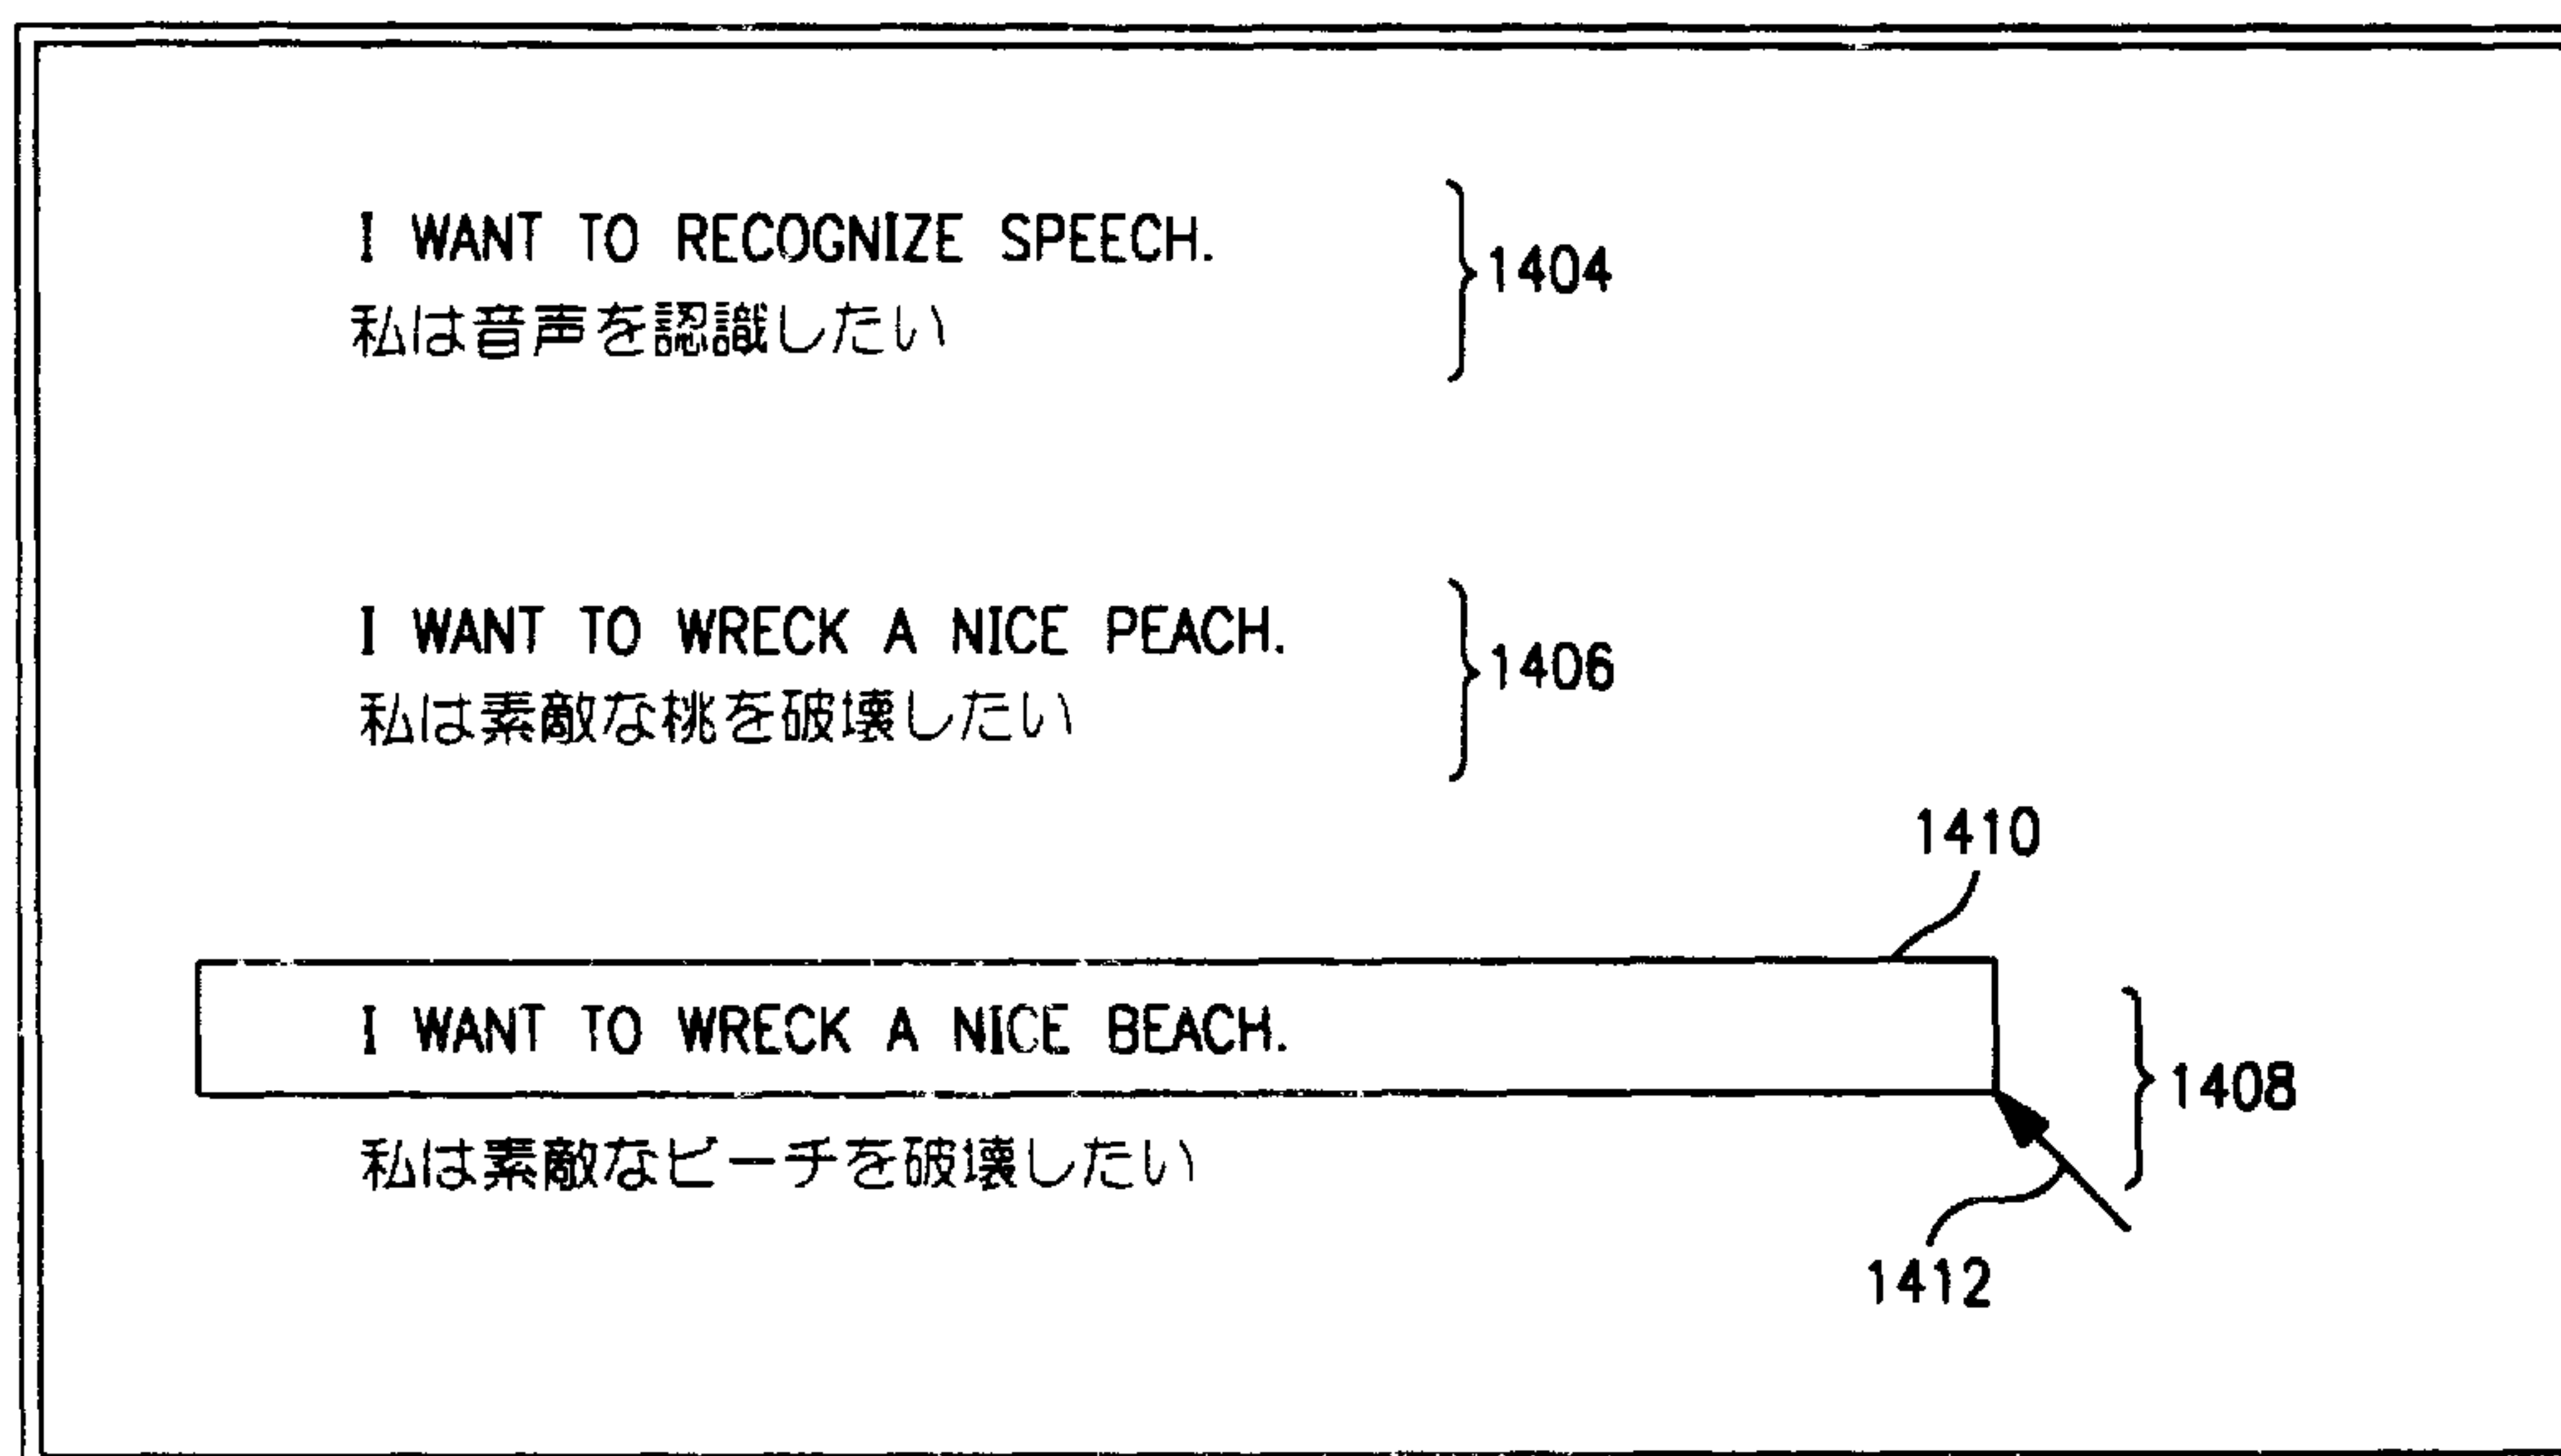 I WANT TO RECOGNIZE SPEECH.
私は音声を認識したい
1404
I WANT TO WRECK A NICE PEACH.
私は素敵な桃を破壊したい
1406
1410
I WANT TO WRECK A NICE BEACH.
1408
私は素敵なビーチを破壊したい
1412